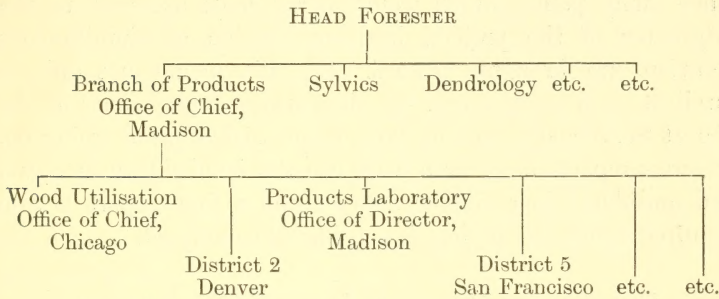 HEAD FORESTER
Branch of Products Sylvics Dendrology etc. etc.
Office of Chief,
Madison
Wood Utilisation Products Laboratory
Office of Chief, Office of Director,
Chicago Madison
District 2 District 5
Denver San Francisco etc. etc.